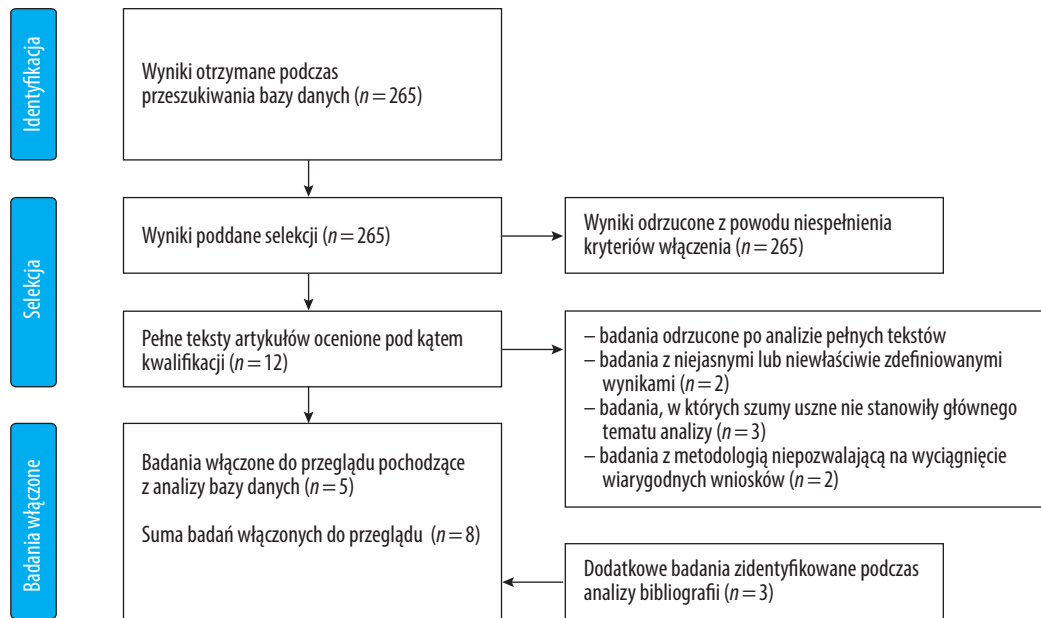 Identyfikacja
Wyniki otrzymane podczas
przeszukiwania bazy danych (n = 265)
Selekcja
Wyniki poddane selekcji (n = 265)
Wyniki odrzucone z powodu niespełnienia
kryteriów włączenia (n = 265)
Pełne teksty artykułów ocenione pod kątem
kwalifikacji (n = 12)
– badania odrzucone po analizie pełnych tekstów
– badania z niejasnymi lub niewłaściwie zdefiniowanymi
wynikami (n = 2)
– badania, w których szumy uszne nie stanowiły głównego
tematu analizy (n = 3)
– badania z metodologią niepozwalającą na wyciągnięcie
wiarygodnych wniosków (n = 2)
Badania włączone
Badania włączone do przeglądu pochodzące
z analizy bazy danych (n = 5)
Suma badań włączonych do przeglądu (n = 8)
Dodatkowe badania zidentyfikowane podczas
analizy bibliografii (n = 3)